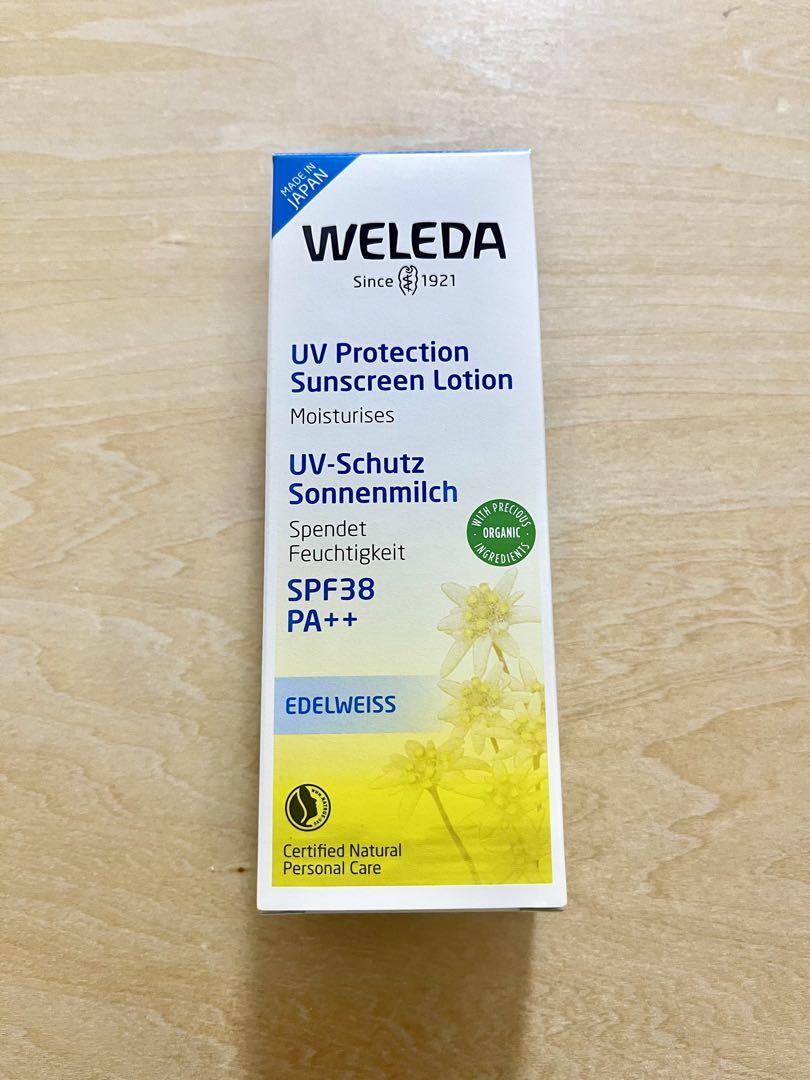 MADE IN
JAPAN
WELEDA
Since 1921
UV Protection
Sunscreen Lotion
Moisturises
UV-Schutz
Sonnenmilch
Spendet
Feuchtigkeit
WITH PRECIOUS
ORGANIC
INGREDIENTS
SPF38
PA++
EDELWEISS
Certified Natural
Personal Care